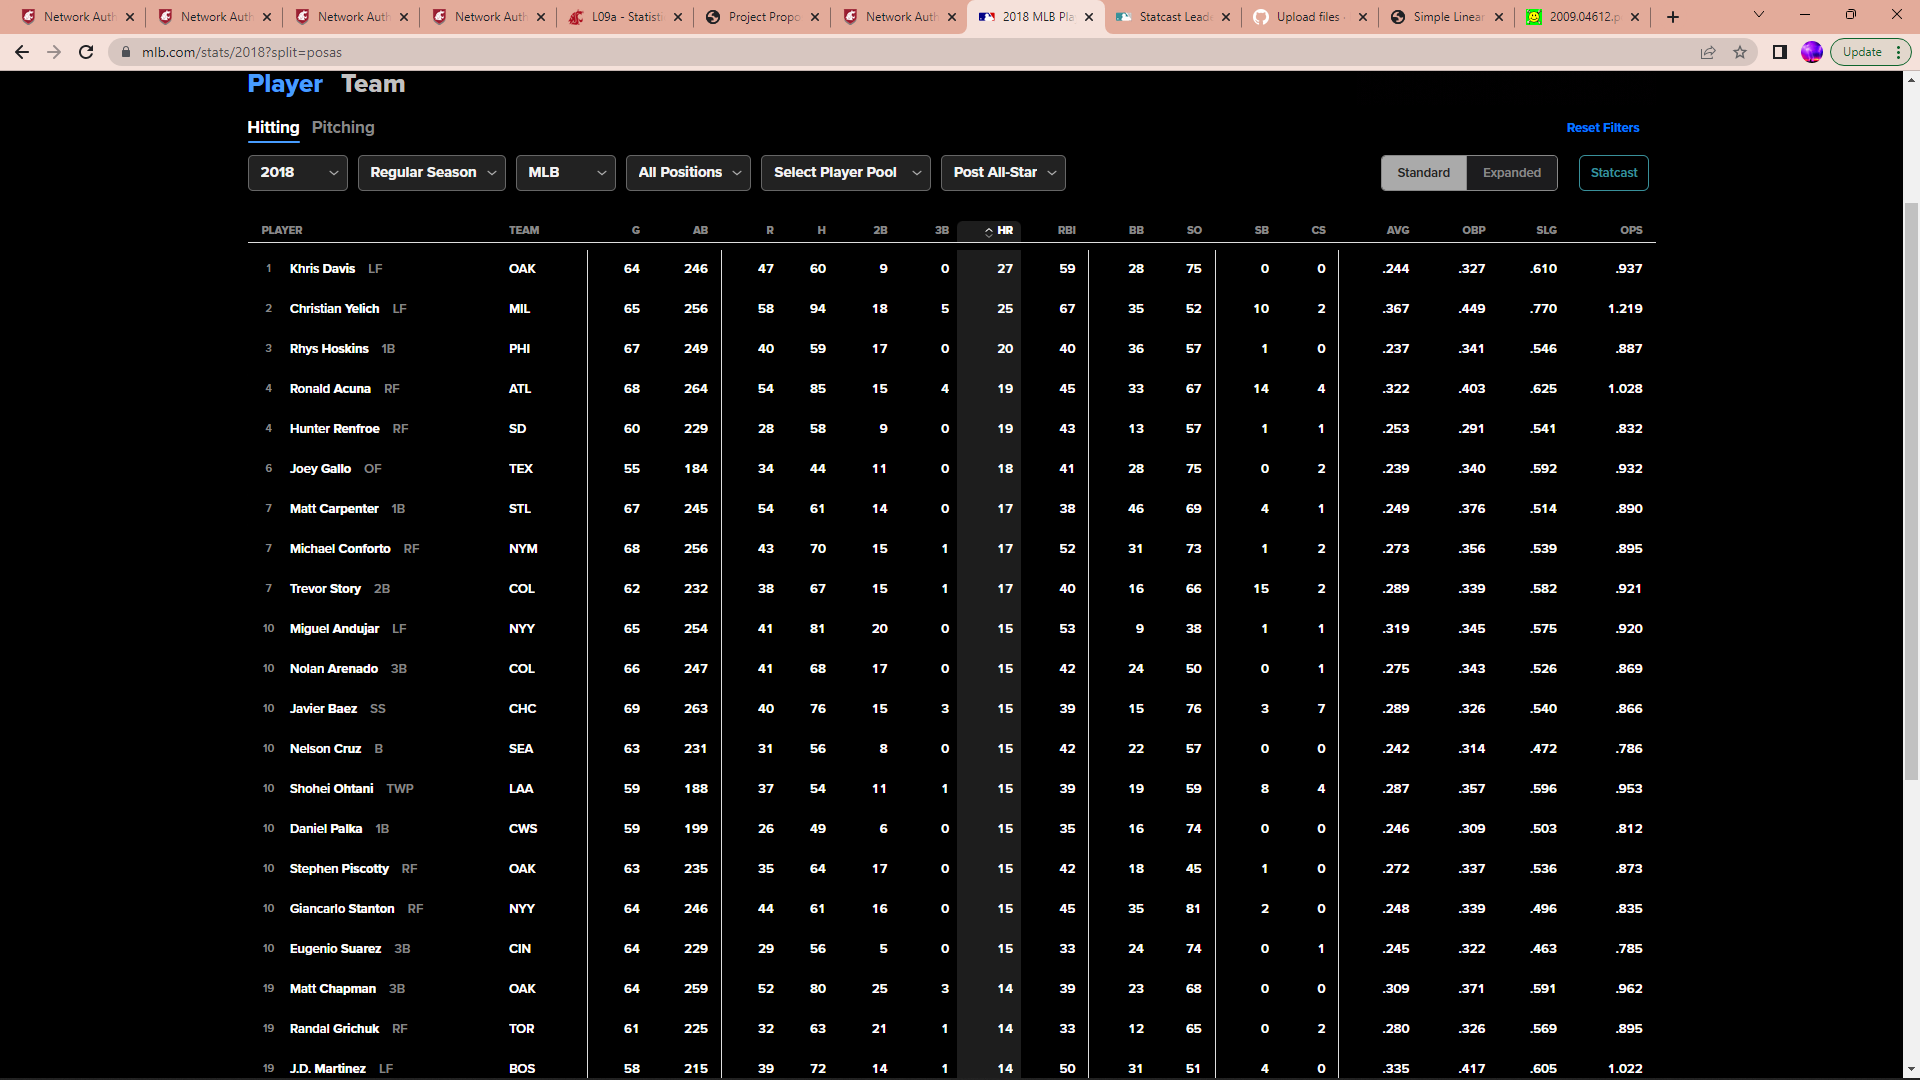 Network Auth Network Auth Network Auth Network Auth L09a - Statisti Project Propo Network Auth 2018 MLB Pla Statcast Lead Upload files · Simple Linear 2009.04612.p
mlb.com/stats/2018?split=posas Update
Player Team
Hitting Pitching Reset Filters
2018 Regular Season MLB All Positions Select Player Pool Post All-Star Standard Expanded Statcast
PLAYER TEAM G AB R H 2B 3B HR RBI BB SO SB CS AVG OBP SLG OPS
1 Khris Davis LF OAK 64 246 47 60 9 0 27 59 28 75 0 0 .244 .327 .610 .937
2 Christian Yelich LF MIL 65 256 58 94 18 5 25 67 35 52 10 2 .367 .449 .770 1.219
3 Rhys Hoskins 1B PHI 67 249 40 59 17 0 20 40 36 57 1 0 .237 .341 .546 .887
4 Ronald Acuna RF ATL 68 264 54 85 15 4 19 45 33 67 14 4 .322 .403 .625 1.028
4 Hunter Renfroe RF SD 60 229 28 58 9 0 19 43 13 57 1 1 .253 .291 .541 .832
6 Joey Gallo OF TEX 55 184 34 44 11 0 18 41 28 75 0 2 .239 .340 .592 .932
7 Matt Carpenter 1B STL 67 245 54 61 14 0 17 38 46 69 4 1 .249 .376 .514 .890
7 Michael Conforto RF NYM 68 256 43 70 15 1 17 52 31 73 1 2 .273 .356 .539 .895
7 Trevor Story 2B COL 62 232 38 67 15 1 17 40 16 66 15 2 .289 .339 .582 .921
10 Miguel Andujar LF NYY 65 254 41 81 20 0 15 53 9 38 1 1 .319 .345 .575 .920
10 Nolan Arenado 3B COL 66 247 41 68 17 0 15 42 24 50 0 1 .275 .343 .526 .869
10 Javier Baez SS CHC 69 263 40 76 15 3 15 39 15 76 3 7 .289 .326 .540 .866
10 Nelson Cruz B SEA 63 231 31 56 8 0 15 42 22 57 0 0 .242 .314 .472 .786
10 Shohei Ohtani TWP LAA 59 188 37 54 11 1 15 39 19 59 8 4 .287 .357 .596 .953
10 Daniel Palka 1B CWS 59 199 26 49 6 0 15 35 16 74 0 0 .246 .309 .503 .812
10 Stephen Piscotty RF OAK 63 235 35 64 17 0 15 42 18 45 1 0 .272 .337 .536 .873
10 Giancarlo Stanton RF NYY 64 246 44 61 16 0 15 45 35 81 2 0 .248 .339 .496 .835
10 Eugenio Suarez 3B CIN 64 229 29 56 5 0 15 33 24 74 0 1 .245 .322 .463 .785
19 Matt Chapman 3B OAK 64 259 52 80 25 3 14 39 23 68 0 0 .309 .371 .591 .962
19 Randal Grichuk RF TOR 61 225 32 63 21 1 14 33 12 65 0 2 .280 .326 .569 .895
19 J.D. Martinez LF BOS 58 215 39 72 14 1 14 50 31 51 4 0 .335 .417 .605 1.022